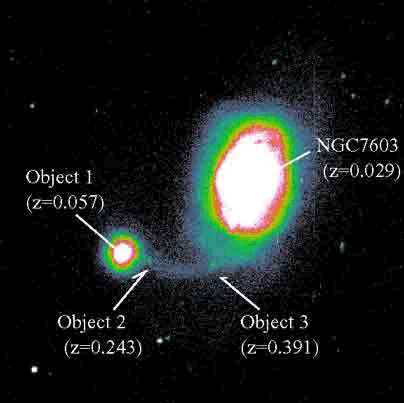 NGC7603
(z=0.029)
Object 1
(z=0.057)
Object 2
(z=0.243)
Object 3
(z=0.391)